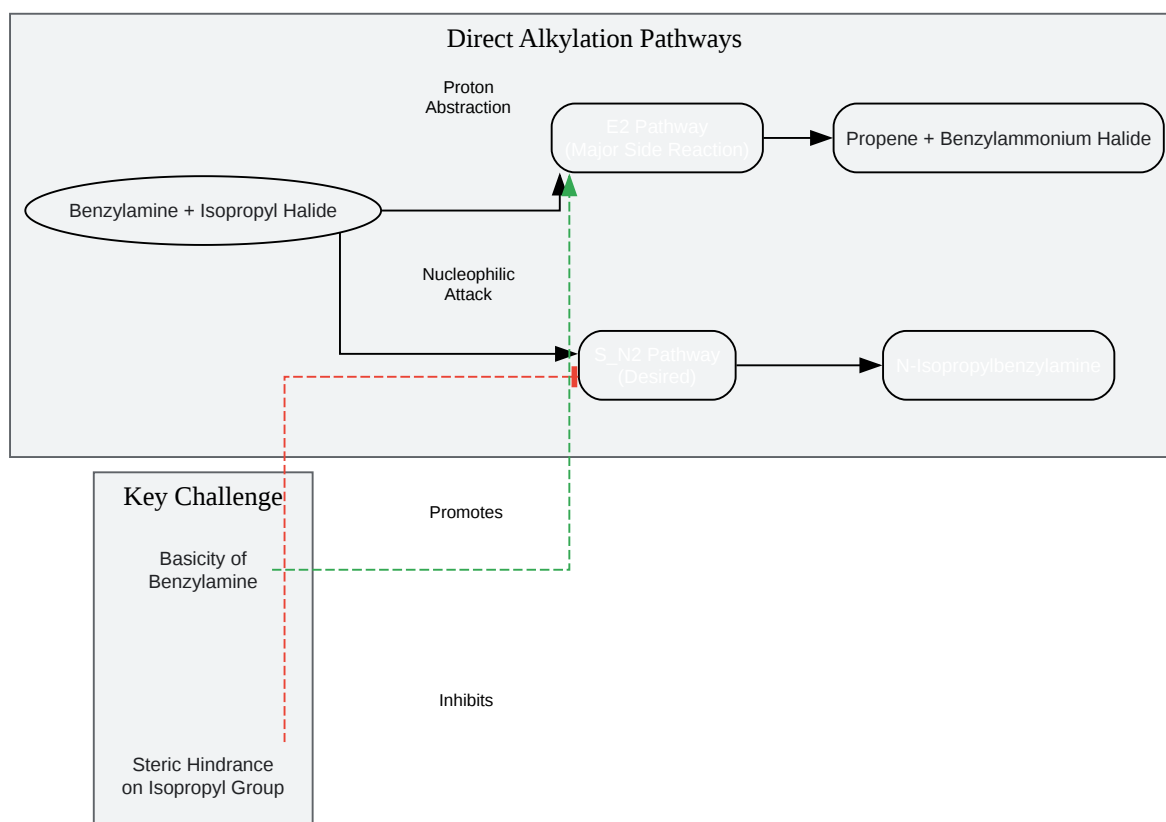 Direct Alkylation Pathways
Proton
Abstraction
E2 Pathway
(Major Side Reaction)
Propene + Benzylammonium Halide
Benzylamine + Isopropyl Halide
Nucleophilic
Attack
S_N2 Pathway
(Desired)
N-Isopropylbenzylamine
Key Challenge
Promotes
Basicity of
Benzylamine
Inhibits
Steric Hindrance
on Isopropyl Group